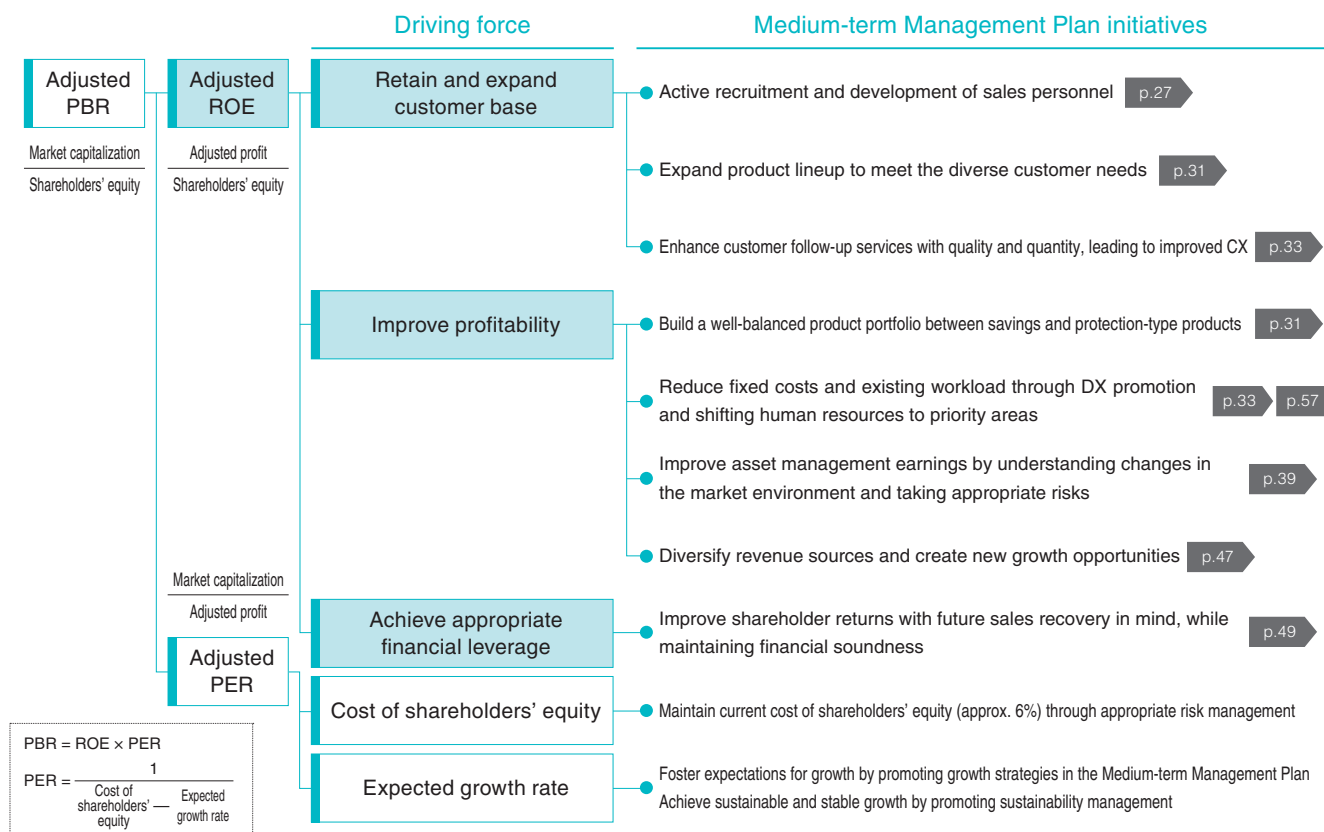 Driving force
Medium-term Management Plan initiatives
Adjusted
PBR
Market capitalization
Shareholders’ equity
Adjusted
ROE
Adjusted profit
Shareholders’ equity
Retain and expand
customer base
Active recruitment and development of sales personnel p.27
Expand product lineup to meet the diverse customer needs p.31
Enhance customer follow-up services with quality and quantity, leading to improved CX p.33
Improve profitability
Build a well-balanced product portfolio between savings and protection-type products p.31
Reduce fixed costs and existing workload through DX promotion
and shifting human resources to priority areas p.33 p.57
Improve asset management earnings by understanding changes in
the market environment and taking appropriate risks p.39
Diversify revenue sources and create new growth opportunities p.47
Market capitalization
Adjusted profit
Adjusted
PER
Achieve appropriate
financial leverage
Improve shareholder returns with future sales recovery in mind, while
maintaining financial soundness p.49
Cost of shareholders’ equity
Maintain current cost of shareholders’ equity (approx. 6%) through appropriate risk management
Expected growth rate
Foster expectations for growth by promoting growth strategies in the Medium-term Management Plan
Achieve sustainable and stable growth by promoting sustainability management
PBR = ROE × PER
PER =
1
Cost of
shareholders’
equity
—
Expected
growth rate